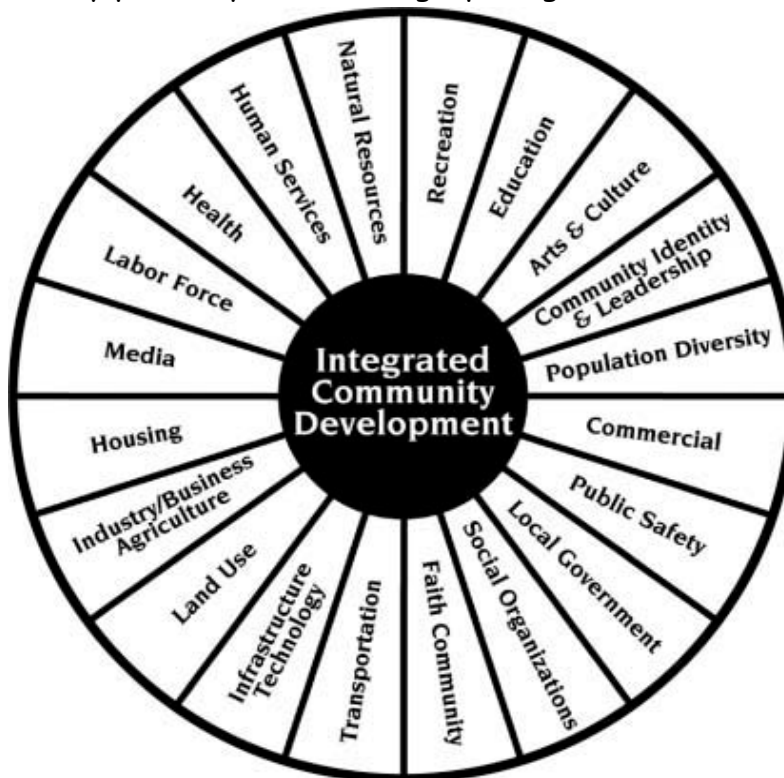 Integrated
Community
Development
Recreation
Education
Arts & Culture
Community Identity
& Leadership
Population Diversity
Commercial
Public Safety
Local Government
Social Organizations
Faith Community
Transportation
Infrastructure
Technology
Land Use
Industry/Business
Agriculture
Housing
Media
Labor Force
Health
Human Services
Natural Resources